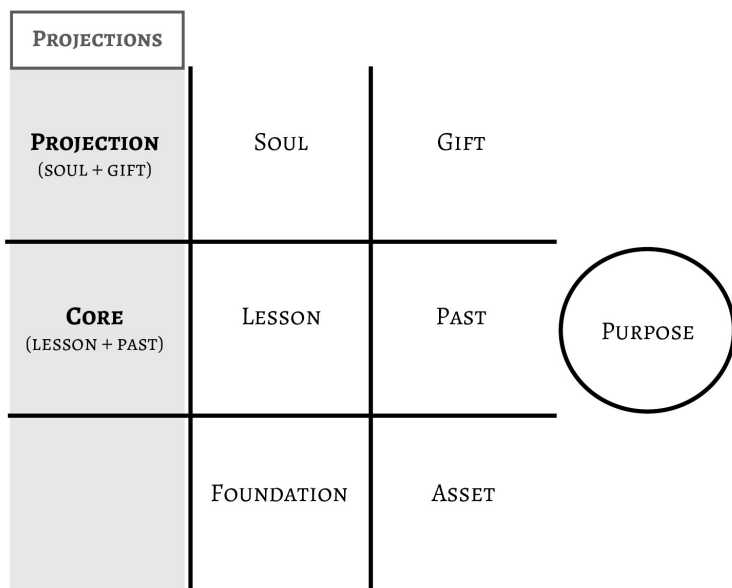 Projections
Projection Soul Gift
(soul + gift)
Core Lesson Past
(lesson + past)
Purpose
Foundation Asset